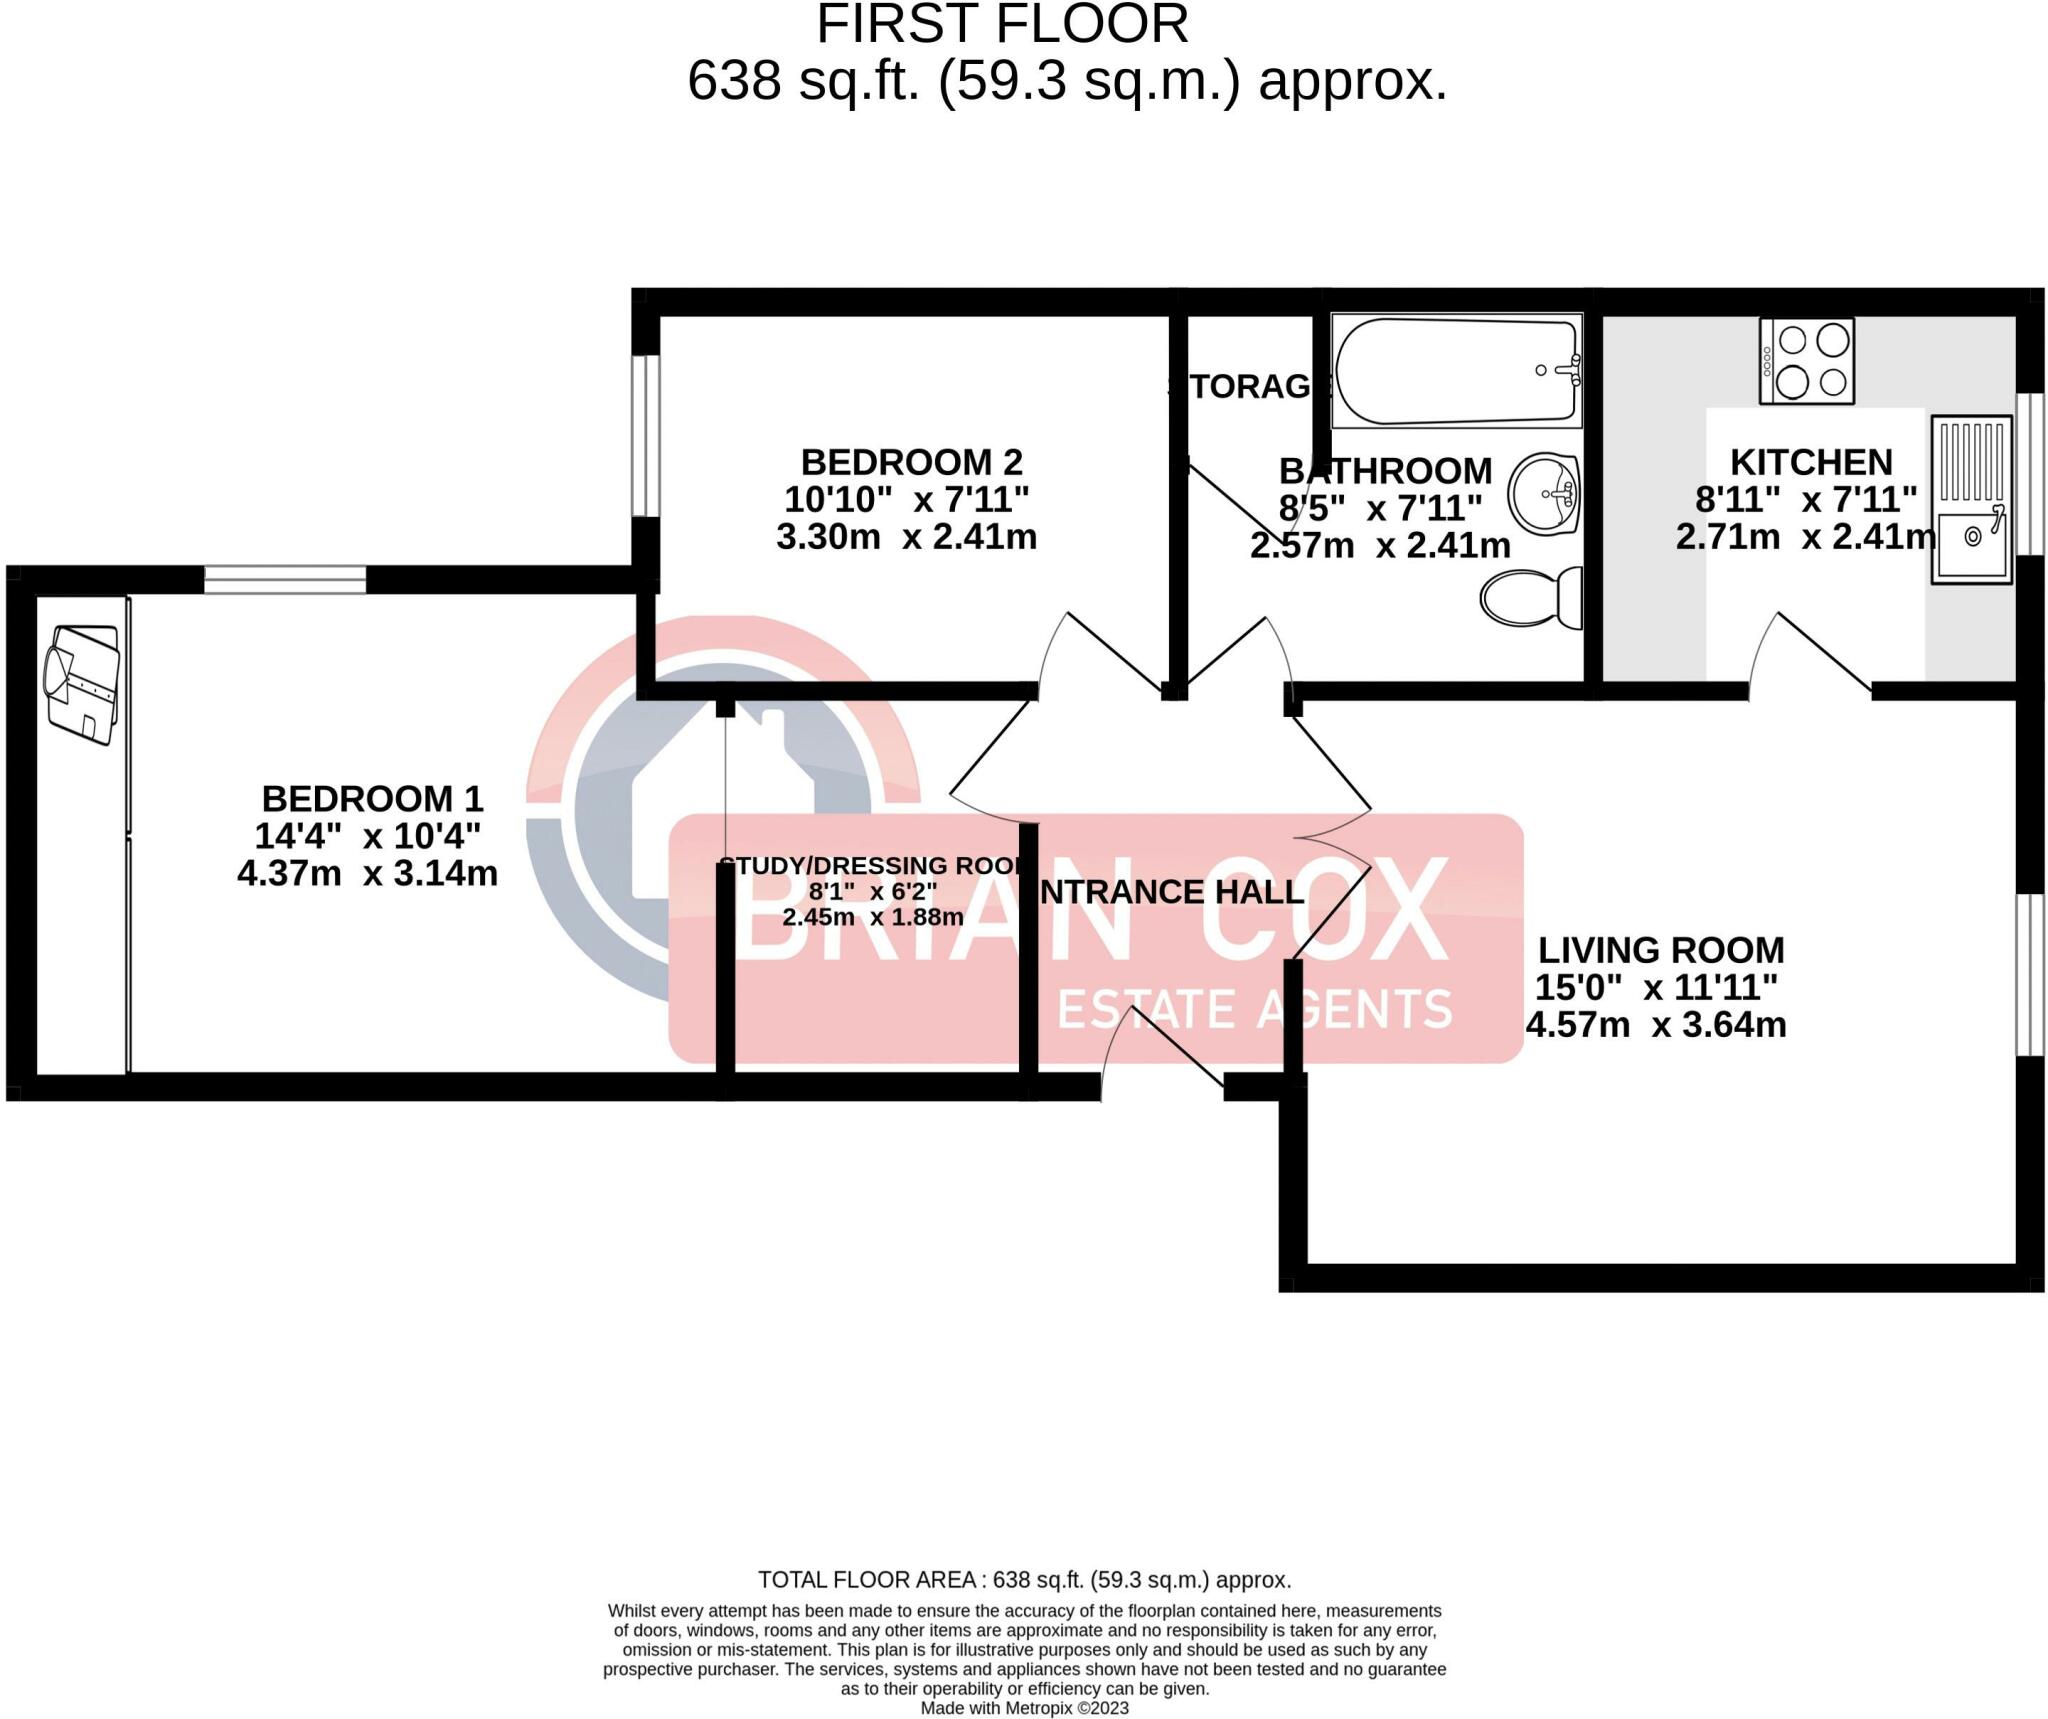 FIRST FLOOR
638 sq.ft. (59.3 sq.m.) approx.
STORAGE
BEDROOM 2
10'10" x 7'11"
3.30m x 2.41m
BATHROOM
8'5" x 7'11"
2.57m x 2.41m
KITCHEN
8'11" x 7'11"
2.71m x 2.41m
BEDROOM 1
14'4" x 10'4"
4.37m x 3.14m
STUDY/DRESSING ROOM
8'1" x 6'2"
2.45m x 1.88m
NTRANCE HALL
BRIAN COX
ESTATE AGENTS
LIVING ROOM
15'0" x 11'11"
4.57m x 3.64m
TOTAL FLOOR AREA : 638 sq.ft. (59.3 sq.m.) approx.
Whilst every attempt has been made to ensure the accuracy of the floorplan contained here, measurements
of doors, windows, rooms and any other items are approximate and no responsibility is taken for any error,
omission or mis-statement. This plan is for illustrative purposes only and should be used as such by any
prospective purchaser. The services, systems and appliances shown have not been tested and no guarantee
as to their operability or efficiency can be given.
Made with Metropix ©2023